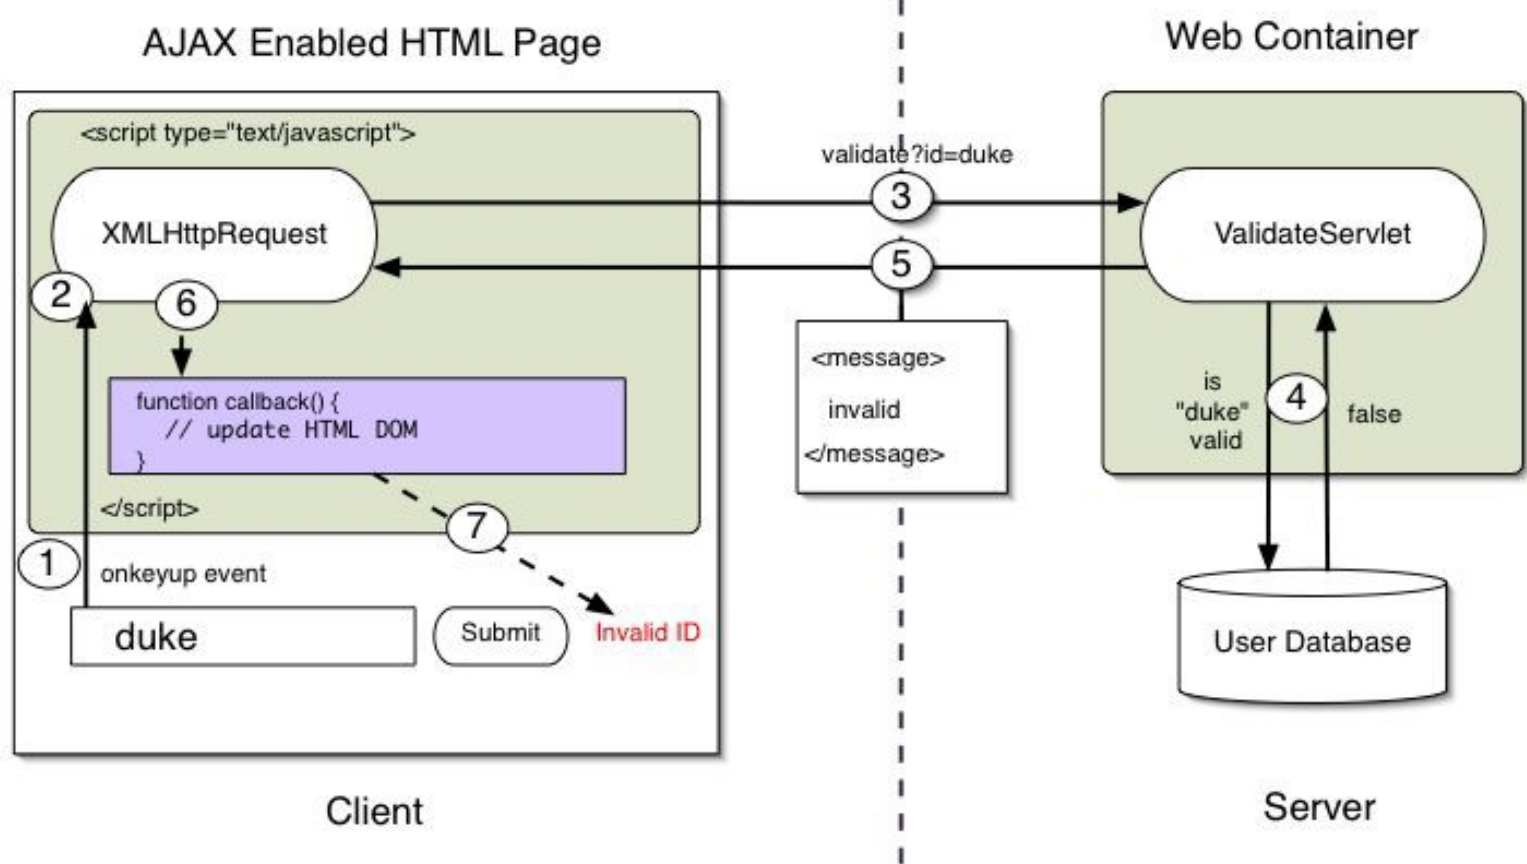 AJAX Enabled HTML Page
Web Container
<script type="text/javascript">
validate?id=duke
3
XMLHttpRequest
ValidateServlet
5
2
6
<message>
invalid
</message>
is
"duke"
valid
4
false
function callback() {
// update HTML DOM
}
</script>
7
1
onkeyup event
duke
Submit
Invalid ID
User Database
Client
Server